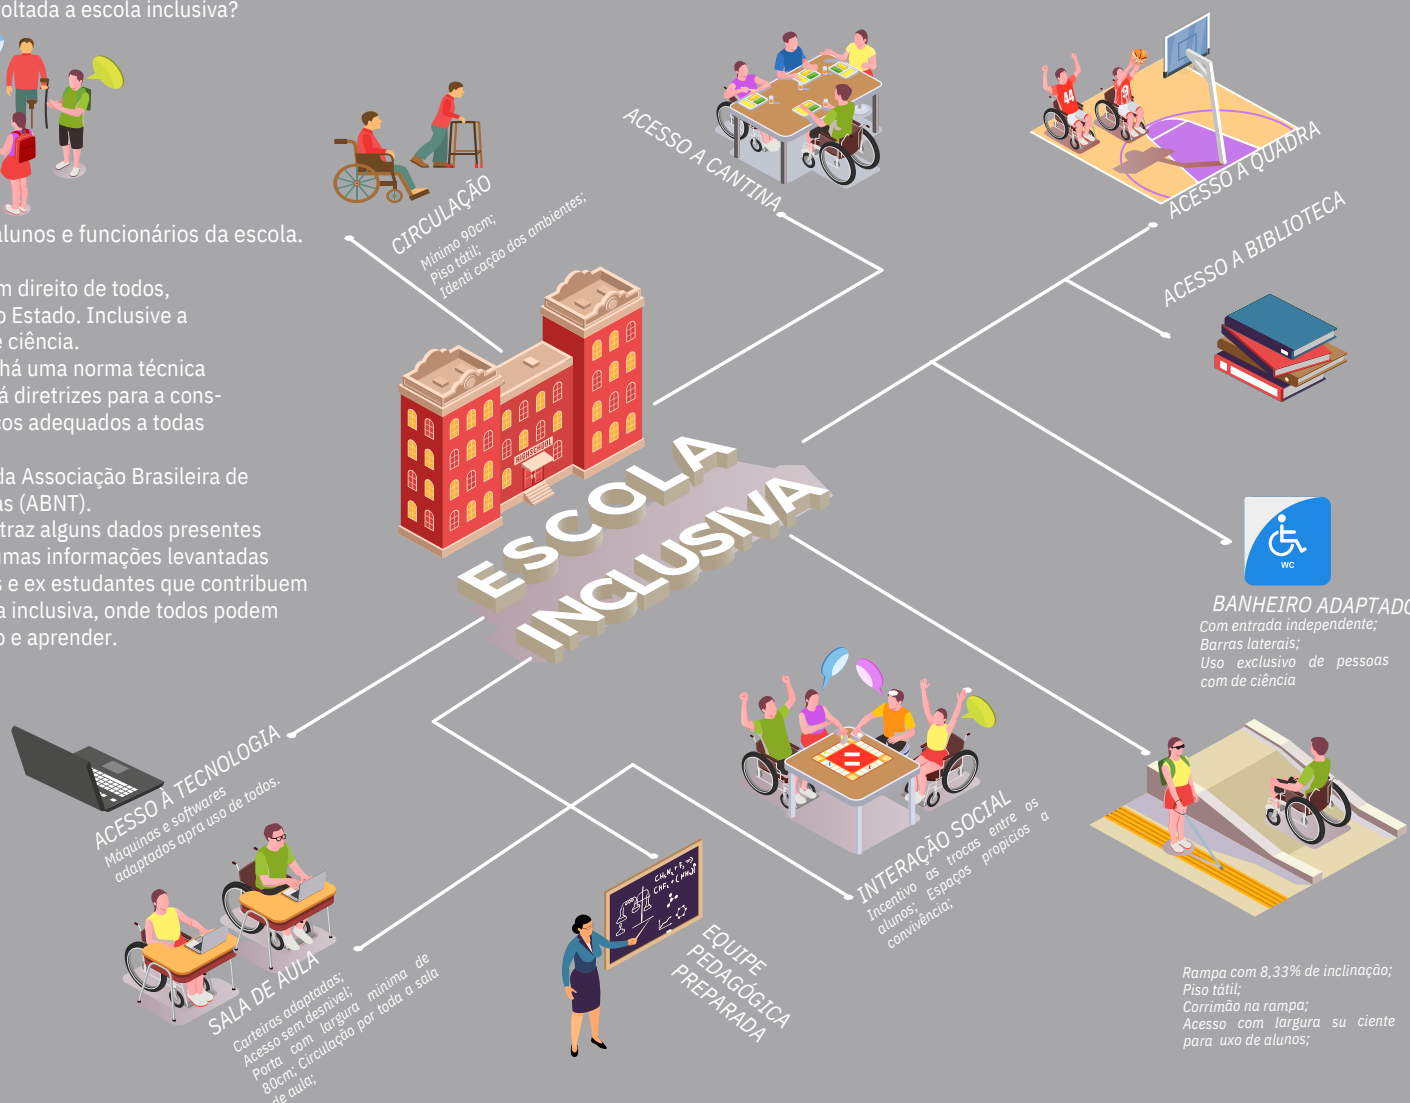 voltada a escola inclusiva?
alunos e funcionários da escola.
m direito de todos,
o Estado. Inclusive a
e ciência.
há uma norma técnica
á diretrizes para a cons-
ços adequados a todas
da Associação Brasileira de
as (ABNT).
traz alguns dados presentes
umas informações levantadas
s e ex estudantes que contribuem
a inclusiva, onde todos podem
o e aprender.
CIRCULAÇÃO
Mínimo 90cm;
Piso tátil;
Identi cação dos ambientes;
ACESSO A CANTINA
44
9
ACESSO A QUADRA
ACESSO A BIBLIOTECA
HIGHSCHOOL
ESCOLA
INCLUSIVA
WC
BANHEIRO ADAPTADO
Com entrada independente;
Barras laterais;
Uso exclusivo de pessoas
com de ciência
ACESSO À TECNOLOGIA
Máquinas e softwares
adaptados apra uso de todos.
INTERAÇÃO SOCIAL
Incentivo as trocas entre os
alunos; Espaços propícios a
convivência;
SALA DE AULA
Carteiras adaptadas;
Acesso sem desnivel;
Porta com largura minima de
80cm; Circulação por toda a sala
de aula;
EQUIPE
PEDAGÓGICA
PREPARADA
Rampa com 8,33% de inclinação;
Piso tátil;
Corrimão na rampa;
Acesso com largura su ciente
para uxo de alunos;